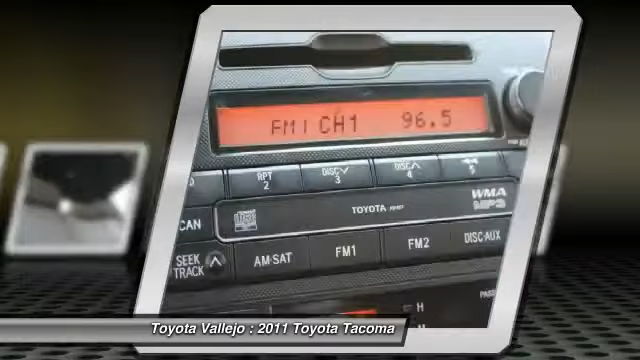 FM1 CH1 96.5
RPT 2
DISC 3
DISC 4
5
CAN
TOYOTA
WMA
MP3
SEEK
TRACK
AM·SAT
FM1
FM2
DISC·AUX
PAS
H
Toyota Vallejo : 2011 Toyota Tacoma